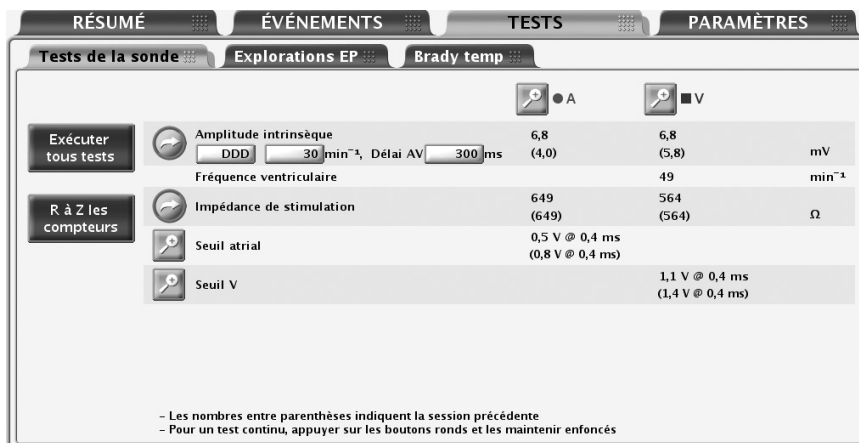 RÉSUMÉ ÉVÉNEMENTS TESTS PARAMÈTRES
Tests de la sonde Explorations EP Brady temp
A V
Exécuter tous tests
Amplitude intrinsèque 6,8 6,8
DDD 30 min⁻¹, Délai AV 300 ms (4,0) (5,8) mV
Fréquence ventriculaire 49 min⁻¹
R à Z les compteurs
Impédance de stimulation 649 564
(649) (564) Ω
Seuil atrial 0,5 V @ 0,4 ms
(0,8 V @ 0,4 ms)
Seuil V 1,1 V @ 0,4 ms
(1,4 V @ 0,4 ms)
– Les nombres entre parenthèses indiquent la session précédente
– Pour un test continu, appuyer sur les boutons ronds et les maintenir enfoncés